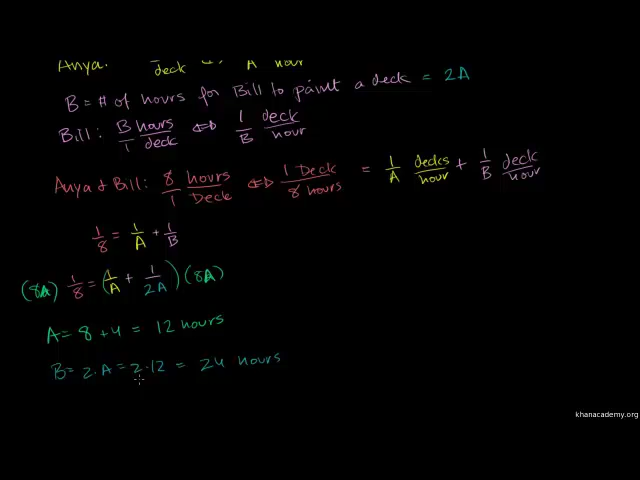 Anya: deck ⇔ A hour
B = # of hours for Bill to paint a deck = 2A
Bill: B hours / 1 deck ⇔ 1/B deck/hour
Anya & Bill: 8 hours / 1 Deck ⇔ 1 Deck / 8 hours = 1/A decks/hour + 1/B deck/hour
1/8 = 1/A + 1/B
(8A) 1/8 = (1/A + 1/2A) (8A)
A = 8 + 4 = 12 hours
B = 2·A = 2·12 = 24 hours
khanacademy.org